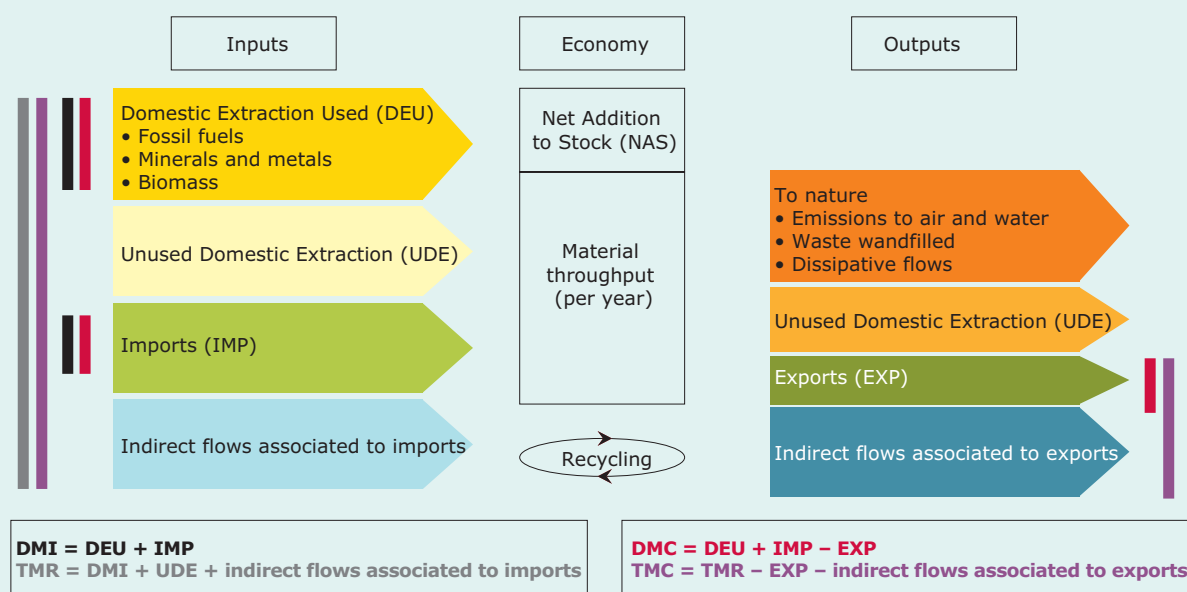 Inputs
Economy
Outputs
Domestic Extraction Used (DEU)
• Fossil fuels
• Minerals and metals
• Biomass
Unused Domestic Extraction (UDE)
Imports (IMP)
Indirect flows associated to imports
Net Addition
to Stock (NAS)
Material
throughput
(per year)
Recycling
To nature
• Emissions to air and water
• Waste wandfilled
• Dissipative flows
Unused Domestic Extraction (UDE)
Exports (EXP)
Indirect flows associated to exports
DMI = DEU + IMP
TMR = DMI + UDE + indirect flows associated to imports
DMC = DEU + IMP – EXP
TMC = TMR – EXP – indirect flows associated to exports